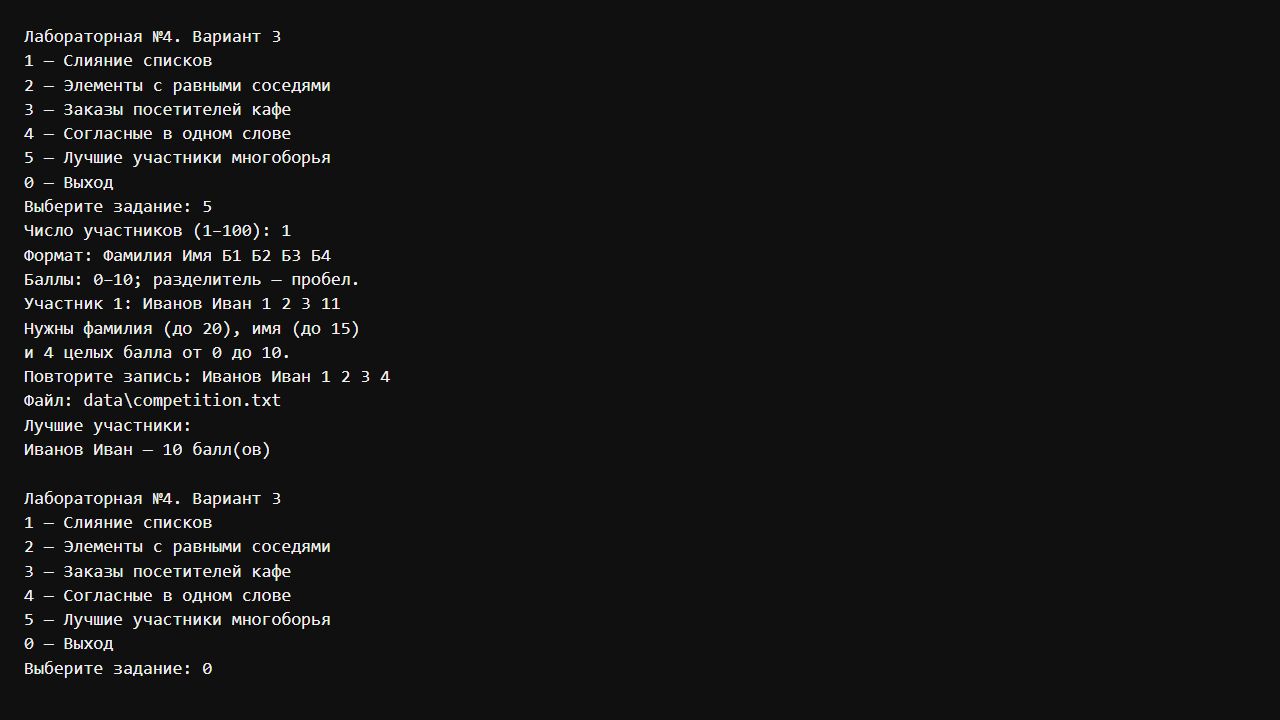 Лабораторная №4. Вариант 3
1 — Слияние списков
2 — Элементы с равными соседями
3 — Заказы посетителей кафе
4 — Согласные в одном слове
5 — Лучшие участники многоборья
0 — Выход
Выберите задание: 5
Число участников (1–100): 1
Формат: Фамилия Имя Б1 Б2 Б3 Б4
Баллы: 0–10; разделитель — пробел.
Участник 1: Иванов Иван 1 2 3 11
Нужны фамилия (до 20), имя (до 15)
и 4 целых балла от 0 до 10.
Повторите запись: Иванов Иван 1 2 3 4
Файл: data\competition.txt
Лучшие участники:
Иванов Иван — 10 балл(ов)
Лабораторная №4. Вариант 3
1 — Слияние списков
2 — Элементы с равными соседями
3 — Заказы посетителей кафе
4 — Согласные в одном слове
5 — Лучшие участники многоборья
0 — Выход
Выберите задание: 0